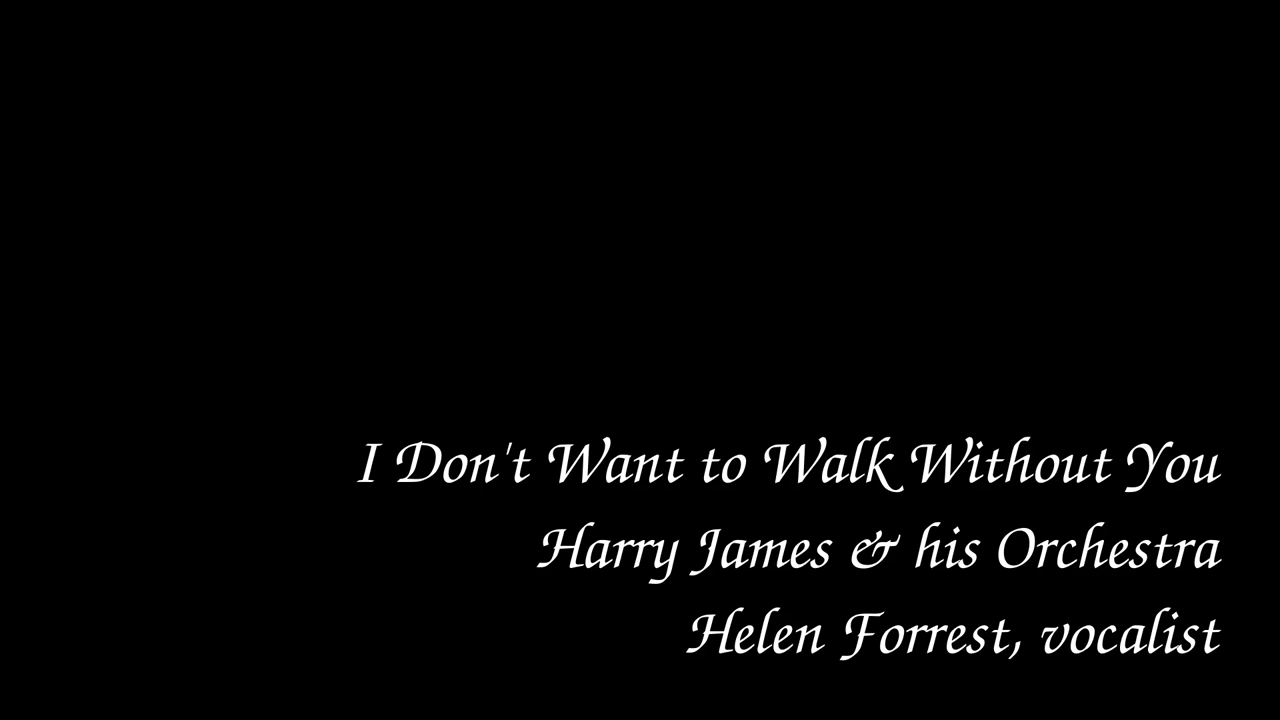 I Don't Want to Walk Without You
Harry James & his Orchestra
Helen Forrest, vocalist